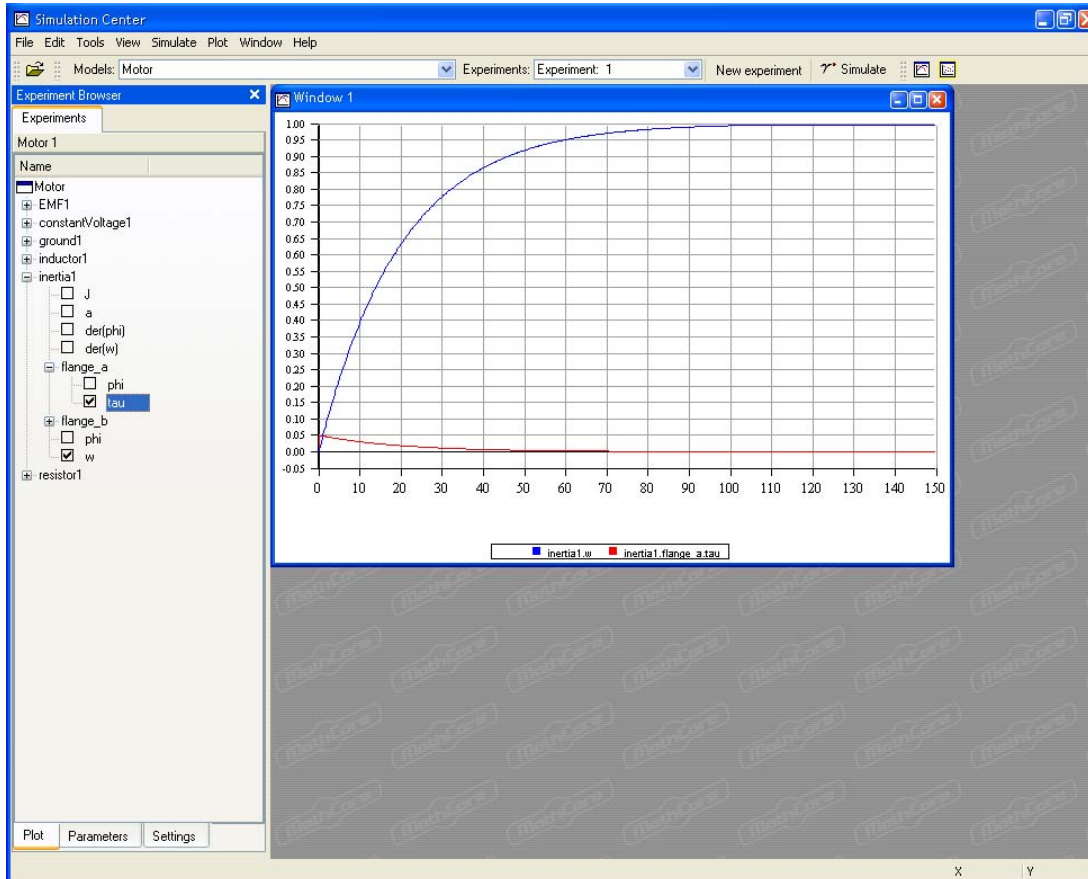 Simulation Center
File Edit Tools View Simulate Plot Window Help
Models: Motor Experiments: Experiment: 1 New experiment Simulate
Experiment Browser
Experiments
Motor 1
Name
Motor
EMF1
constantVoltage1
ground1
inductor1
inertia1
J
a
der(phi)
der(w)
flange_a
phi
tau
flange_b
phi
w
resistor1
Plot Parameters Settings
Window 1
1.00
0.95
0.90
0.85
0.80
0.75
0.70
0.65
0.60
0.55
0.50
0.45
0.40
0.35
0.30
0.25
0.20
0.15
0.10
0.05
0.00
-0.05
0 10 20 30 40 50 60 70 80 90 100 110 120 130 140 150
inertia1.w inertia1.flange_a.tau
MathCore
X Y